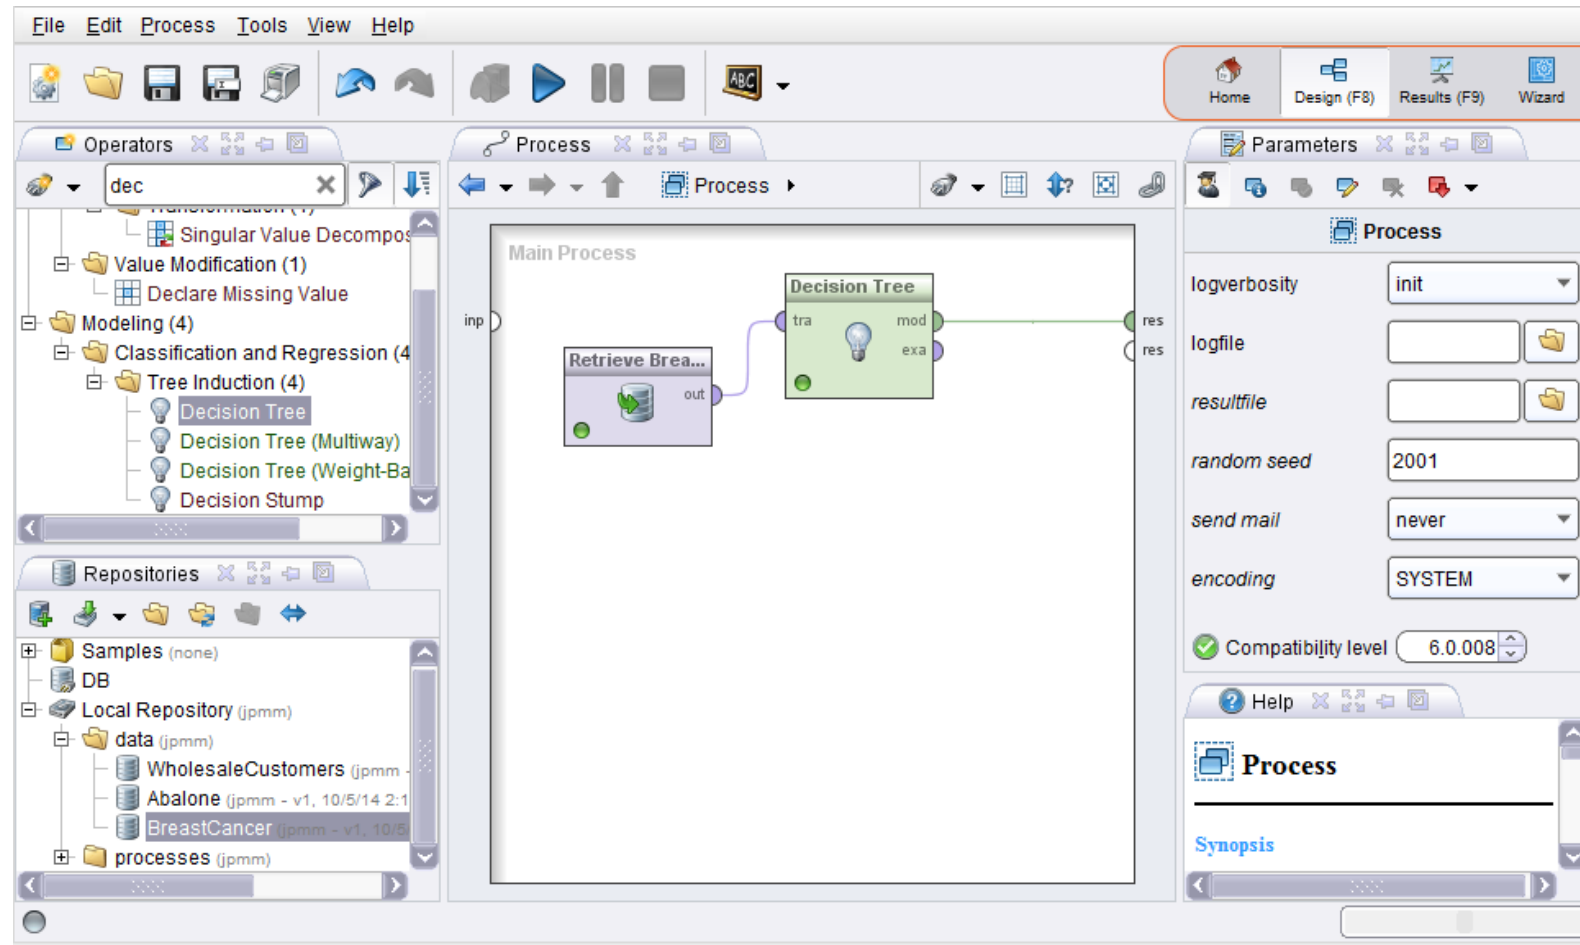 File Edit Process Tools View Help
ABC
Home Design (F8) Results (F9) Wizard
Operators
dec
Singular Value Decompos
Value Modification (1)
Declare Missing Value
Modeling (4)
Classification and Regression (4
Tree Induction (4)
Decision Tree
Decision Tree (Multiway)
Decision Tree (Weight-Ba
Decision Stump
Repositories
Samples (none)
DB
Local Repository (jpmm)
data (jpmm)
WholesaleCustomers (jpmm -
Abalone (jpmm - v1, 10/5/14 2:1
BreastCancer (jpmm - v1, 10/5/
processes (jpmm)
Process
Process
Main Process
inp
Retrieve Brea...
out
Decision Tree
tra mod
exa
res
res
Parameters
Process
logverbosity init
logfile
resultfile
random seed 2001
send mail never
encoding SYSTEM
Compatibility level 6.0.008
Help
Process
Synopsis